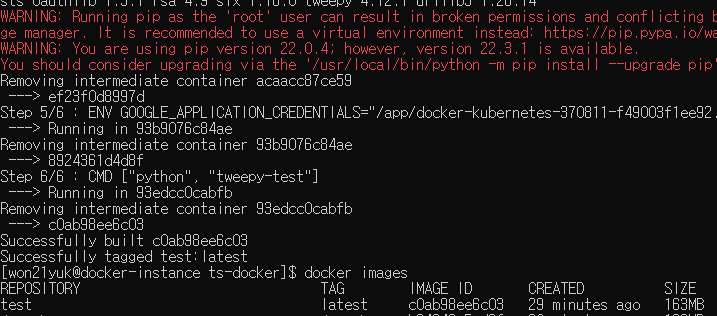 sts oauthlib 1.3.1 rsa 4.9 six 1.16.0 tweepy 4.12.1 urllib3 1.26.14
WARNING: Running pip as the 'root' user can result in broken permissions and conflicting b
ge manager. It is recommended to use a virtual environment instead: https://pip.pypa.io/wa
WARNING: You are using pip version 22.0.4; however, version 22.3.1 is available.
You should consider upgrading via the '/usr/local/bin/python -m pip install --upgrade pip'
Removing intermediate container acaacc87ce59
 ---> ef23f0d8997d
Step 5/6 : ENV GOOGLE_APPLICATION_CREDENTIALS="/app/docker-kubernetes-370811-f49003f1ee92.
 ---> Running in 93b9076c84ae
Removing intermediate container 93b9076c84ae
 ---> 8924361d4d8f
Step 6/6 : CMD ["python", "tweepy-test"]
 ---> Running in 93edcc0cabfb
Removing intermediate container 93edcc0cabfb
 ---> c0ab98ee6c03
Successfully built c0ab98ee6c03
Successfully tagged test:latest
[won21yuk@docker-instance ts-docker]$ docker images
REPOSITORY TAG IMAGE ID CREATED SIZE
test latest c0ab98ee6c03 29 minutes ago 163MB